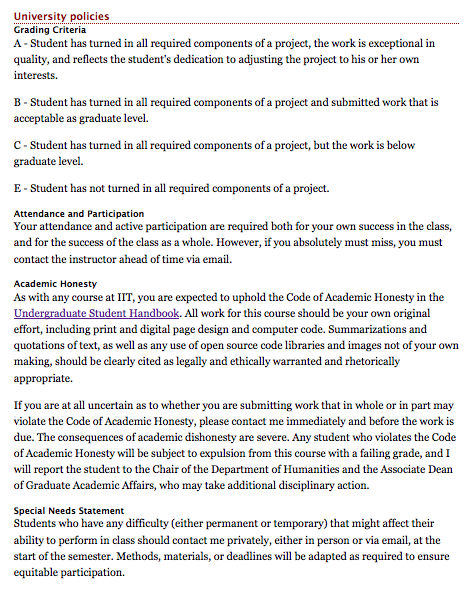 University policies
Grading Criteria
A - Student has turned in all required components of a project, the work is exceptional in
quality, and reflects the student's dedication to adjusting the project to his or her own
interests.
B - Student has turned in all required components of a project and submitted work that is
acceptable as graduate level.
C - Student has turned in all required components of a project, but the work is below
graduate level.
E - Student has not turned in all required components of a project.
Attendance and Participation
Your attendance and active participation are required both for your own success in the class,
and for the success of the class as a whole. However, if you absolutely must miss, you must
contact the instructor ahead of time via email.
Academic Honesty
As with any course at IIT, you are expected to uphold the Code of Academic Honesty in the
Undergraduate Student Handbook. All work for this course should be your own original
effort, including print and digital page design and computer code. Summarizations and
quotations of text, as well as any use of open source code libraries and images not of your own
making, should be clearly cited as legally and ethically warranted and rhetorically
appropriate.
If you are at all uncertain as to whether you are submitting work that in whole or in part may
violate the Code of Academic Honesty, please contact me immediately and before the work is
due. The consequences of academic dishonesty are severe. Any student who violates the Code
of Academic Honesty will be subject to expulsion from this course with a failing grade, and I
will report the student to the Chair of the Department of Humanities and the Associate Dean
of Graduate Academic Affairs, who may take additional disciplinary action.
Special Needs Statement
Students who have any difficulty (either permanent or temporary) that might affect their
ability to perform in class should contact me privately, either in person or via email, at the
start of the semester. Methods, materials, or deadlines will be adapted as required to ensure
equitable participation.